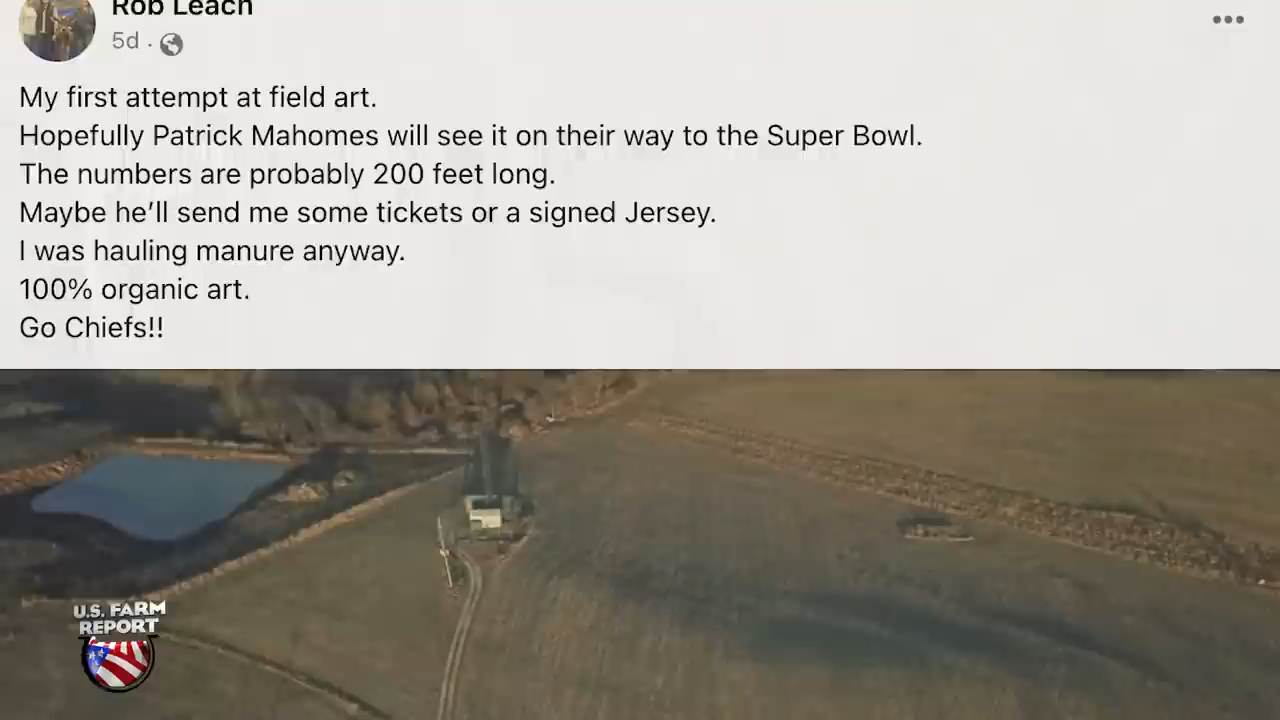 Rob Leach
5d ·
My first attempt at field art.
Hopefully Patrick Mahomes will see it on their way to the Super Bowl.
The numbers are probably 200 feet long.
Maybe he’ll send me some tickets or a signed Jersey.
I was hauling manure anyway.
100% organic art.
Go Chiefs!!
U.S. FARM
REPORT